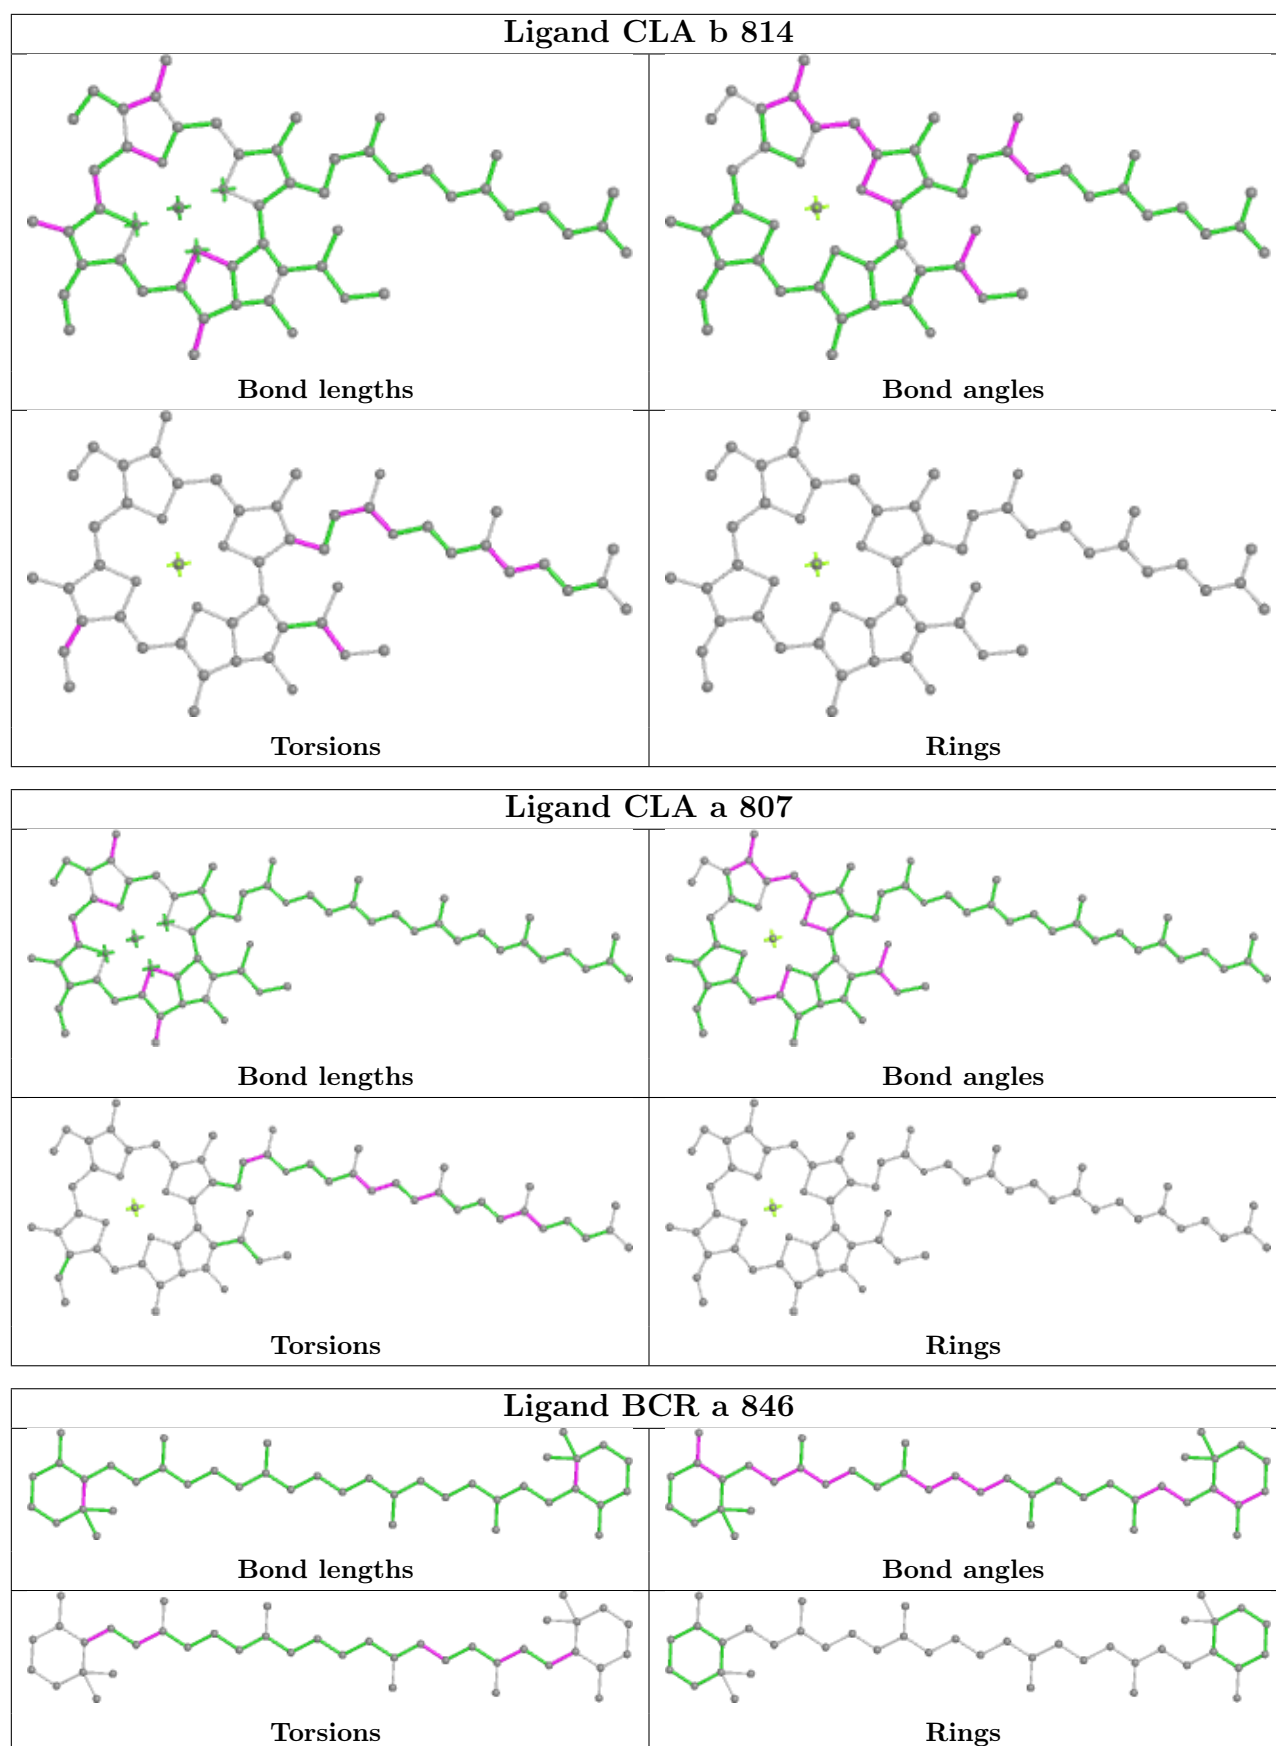 Ligand CLA b 814
Bond lengths
Bond angles
Torsions
Rings
Ligand CLA a 807
Bond lengths
Bond angles
Torsions
Rings
Ligand BCR a 846
Bond lengths
Bond angles
Torsions
Rings